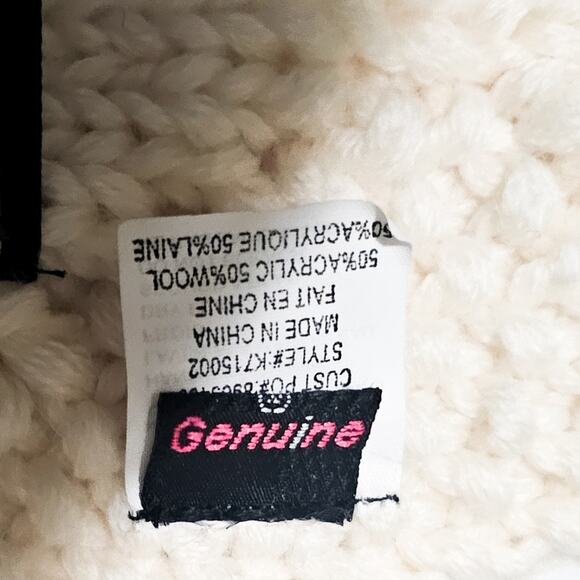 CUST PO#:
STYLE#:K715002
MADE IN CHINA
FAIT EN CHINE
50%ACRYLIC 50%WOOL
50%ACRYLIQUE 50%LAINE
Genuine